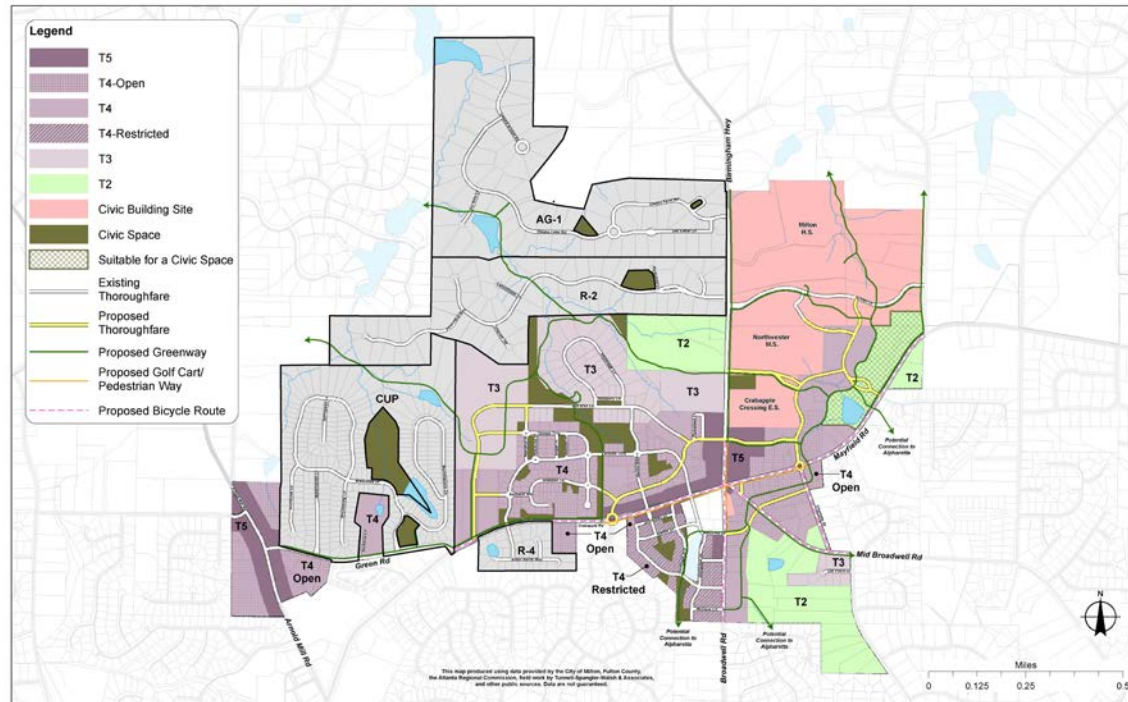 Legend
T5
T4-Open
T4
T4-Restricted
T3
T2
Civic Building Site
Civic Space
Suitable for a Civic Space
Existing
Thoroughfare
Proposed
Thoroughfare
Proposed Greenway
Proposed Golf Cart/
Pedestrian Way
Proposed Bicycle Route
Birmingham Hwy
AG-1
Milton
H.S.
R-2
T2
Northwester
M.S.
T3
T3
T3
T2
CUP
Crabapple
Crossing E.S.
Mayfield Rd
Potential
Connection to
Alpharetta
T5
T4
T4
Open
T4
T5
T4
Open
Green Rd
R-4
T4
Open
T4
Restricted
Mid Broadwell Rd
T3
T2
Arnold Mill Rd
Broadwell Rd
Potential
Connection to
Alpharetta
Potential
Connection to
Alpharetta
N
This map produced using data provided by the City of Milton, Fulton County,
the Atlanta Regional Commission, field work by Tunnell-Spangler-Walsh & Associates,
and other public sources. Data are not guaranteed.
Miles
0 0.125 0.25 0.5